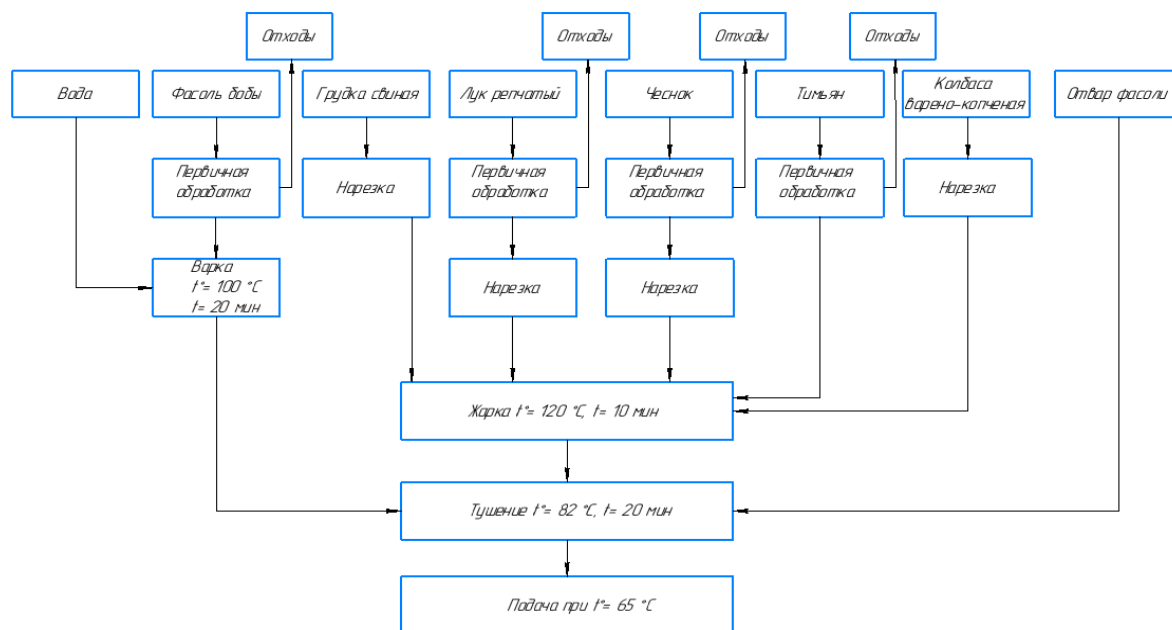 Отходы
Отходы
Отходы
Отходы
Вода
Фасоль бобы
Грудка свиная
Лук репчатый
Чеснок
Тимьян
Колбаса
варено-копченая
Отвар фасоли
Первичная
обработка
Нарезка
Первичная
обработка
Первичная
обработка
Первичная
обработка
Нарезка
Варка
t°= 100 °С
t= 20 мин
Нарезка
Нарезка
Жарка t°= 120 °С, t= 10 мин
Тушение t°= 82 °С, t= 20 мин
Подача при t°= 65 °С